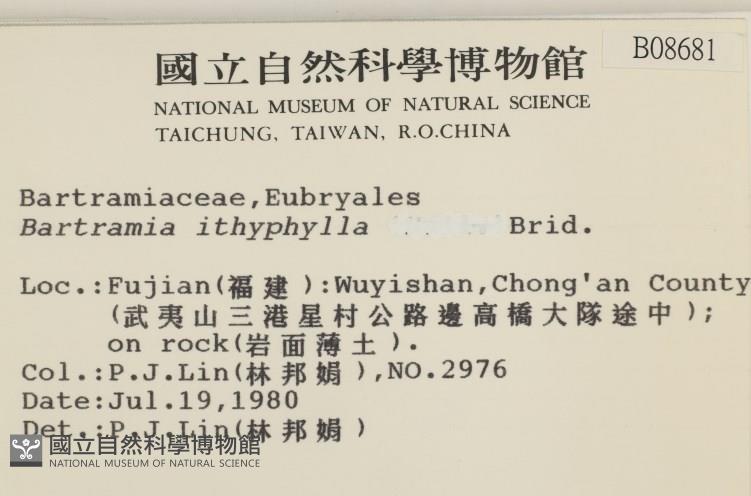 B08681
國立自然科學博物館
NATIONAL MUSEUM OF NATURAL SCIENCE
TAICHUNG, TAIWAN, R.O.CHINA
Bartramiaceae,Eubryales
Bartramia ithyphylla Brid.
Loc.:Fujian(福建):Wuyishan,Chong'an County
(武夷山三港星村公路邊高橋大隊途中);
on rock(岩面薄土).
Col.:P.J.Lin(林邦娟),NO.2976
Date:Jul.19,1980
Det.:P.J.Lin(林邦娟)
國立自然科學博物館
NATIONAL MUSEUM OF NATURAL SCIENCE